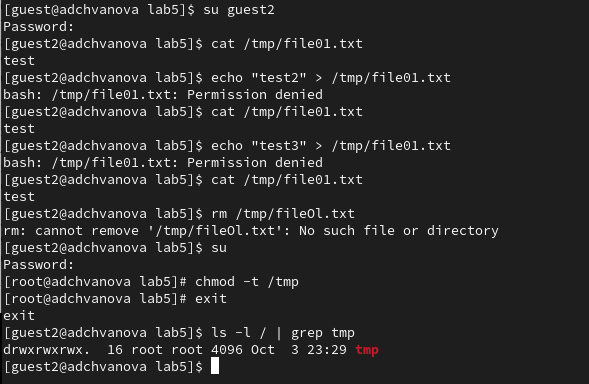 [guest@adchvanova lab5]$ su guest2
Password:
[guest2@adchvanova lab5]$ cat /tmp/file01.txt
test
[guest2@adchvanova lab5]$ echo "test2" > /tmp/file01.txt
bash: /tmp/file01.txt: Permission denied
[guest2@adchvanova lab5]$ cat /tmp/file01.txt
test
[guest2@adchvanova lab5]$ echo "test3" > /tmp/file01.txt
bash: /tmp/file01.txt: Permission denied
[guest2@adchvanova lab5]$ cat /tmp/file01.txt
test
[guest2@adchvanova lab5]$ rm /tmp/fileOl.txt
rm: cannot remove '/tmp/fileOl.txt': No such file or directory
[guest2@adchvanova lab5]$ su
Password:
[root@adchvanova lab5]# chmod -t /tmp
[root@adchvanova lab5]# exit
exit
[guest2@adchvanova lab5]$ ls -l / | grep tmp
drwxrwxrwx.  16 root root 4096 Oct  3 23:29 tmp
[guest2@adchvanova lab5]$